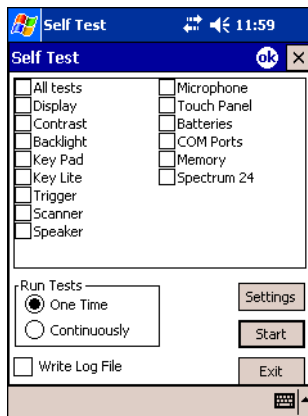 Self Test 11:59
Self Test ok
All tests
Display
Contrast
Backlight
Key Pad
Key Lite
Trigger
Scanner
Speaker
Microphone
Touch Panel
Batteries
COM Ports
Memory
Spectrum 24
Run Tests
One Time
Continuously
Write Log File
Settings
Start
Exit